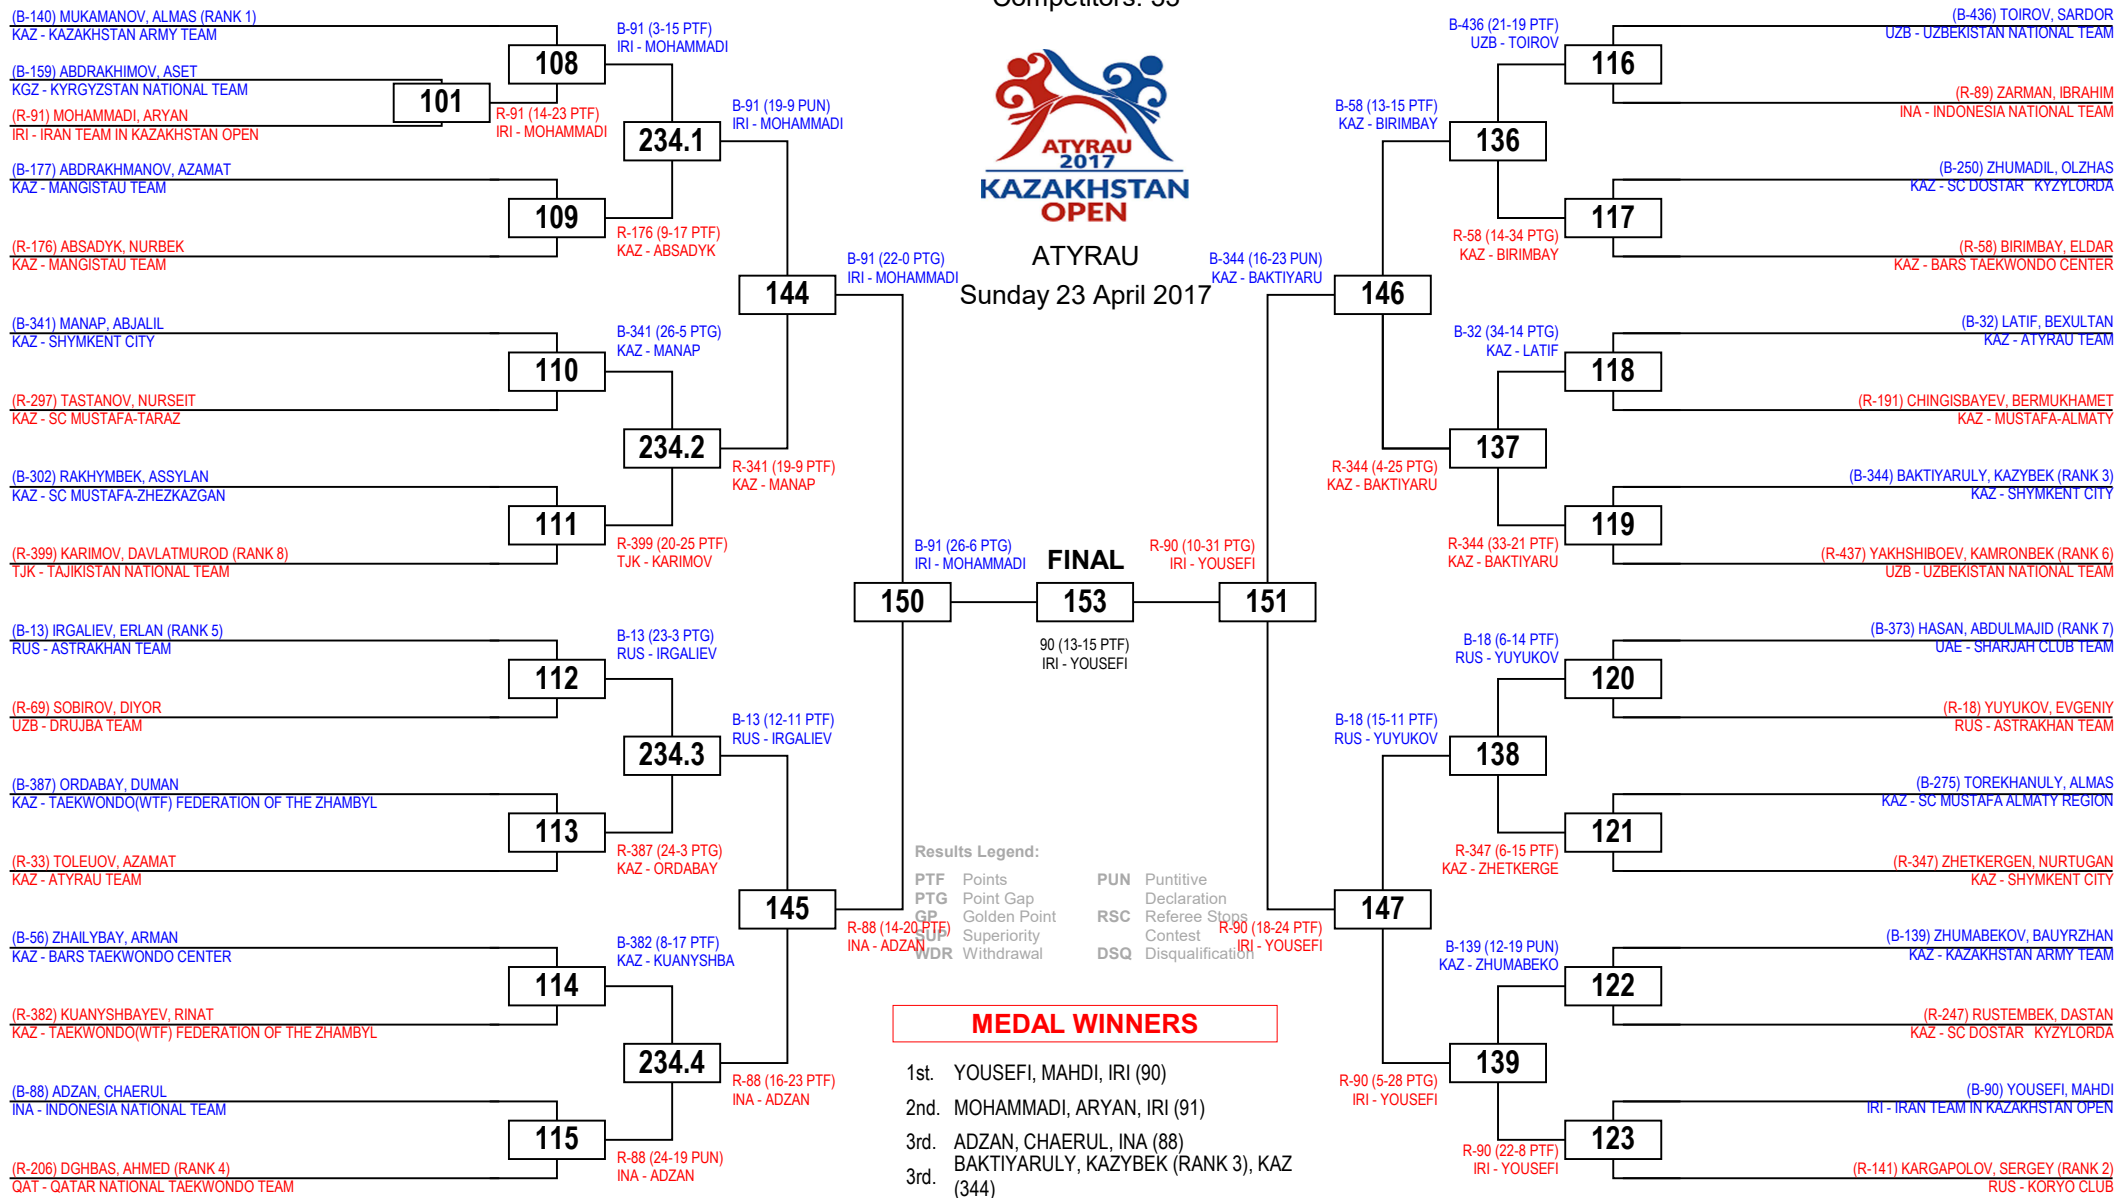 Competitors: 33
(B-140) MUKAMANOV, ALMAS (RANK 1)
KAZ - KAZAKHSTAN ARMY TEAM
(B-159) ABDRAKHIMOV, ASET
KGZ - KYRGYZSTAN NATIONAL TEAM
(R-91) MOHAMMADI, ARYAN
IRI - IRAN TEAM IN KAZAKHSTAN OPEN
(B-177) ABDRAKHMANOV, AZAMAT
KAZ - MANGISTAU TEAM
(R-176) ABSADYK, NURBEK
KAZ - MANGISTAU TEAM
(B-341) MANAP, ABJALIL
KAZ - SHYMKENT CITY
(R-297) TASTANOV, NURSEIT
KAZ - SC MUSTAFA-TARAZ
(B-302) RAKHYMBEK, ASSYLAN
KAZ - SC MUSTAFA-ZHEZKAZGAN
(R-399) KARIMOV, DAVLATMUROD (RANK 8)
TJK - TAJIKISTAN NATIONAL TEAM
(B-13) IRGALIEV, ERLAN (RANK 5)
RUS - ASTRAKHAN TEAM
(R-69) SOBIROV, DIYOR
UZB - DRUJBA TEAM
(B-387) ORDABAY, DUMAN
KAZ - TAEKWONDO(WTF) FEDERATION OF THE ZHAMBYL
(R-33) TOLEUOV, AZAMAT
KAZ - ATYRAU TEAM
(B-56) ZHAILYBAY, ARMAN
KAZ - BARS TAEKWONDO CENTER
(R-382) KUANYSHBAYEV, RINAT
KAZ - TAEKWONDO(WTF) FEDERATION OF THE ZHAMBYL
(B-88) ADZAN, CHAERUL
INA - INDONESIA NATIONAL TEAM
(R-206) DGHBAS, AHMED (RANK 4)
QAT - QATAR NATIONAL TAEKWONDO TEAM
101
R-91 (14-23 PTF)
IRI - MOHAMMADI
108
109
110
111
112
113
114
115
B-91 (3-15 PTF)
IRI - MOHAMMADI
234.1
R-176 (9-17 PTF)
KAZ - ABSADYK
B-341 (26-5 PTG)
KAZ - MANAP
234.2
R-399 (20-25 PTF)
TJK - KARIMOV
B-13 (23-3 PTG)
RUS - IRGALIEV
234.3
R-387 (24-3 PTG)
KAZ - ORDABAY
B-382 (8-17 PTF)
KAZ - KUANYSHBA
234.4
R-88 (24-19 PUN)
INA - ADZAN
B-91 (19-9 PUN)
IRI - MOHAMMADI
144
R-341 (19-9 PTF)
KAZ - MANAP
B-13 (12-11 PTF)
RUS - IRGALIEV
145
R-88 (16-23 PTF)
INA - ADZAN
B-91 (22-0 PTG)
IRI - MOHAMMADI
150
R-88 (14-20 PTF)
INA - ADZAN
ATYRAU
2017
KAZAKHSTAN
OPEN
ATYRAU
Sunday 23 April 2017
B-91 (26-6 PTG)
IRI - MOHAMMADI
FINAL
153
90 (13-15 PTF)
IRI - YOUSEFI
R-90 (10-31 PTG)
IRI - YOUSEFI
Results Legend:
PTF Points
PTG Point Gap
GP Golden Point
SUP Superiority
WDR Withdrawal
PUN Puntitive
Declaration
RSC Referee Stops
Contest
DSQ Disqualification
MEDAL WINNERS
1st. YOUSEFI, MAHDI, IRI (90)
2nd. MOHAMMADI, ARYAN, IRI (91)
3rd. ADZAN, CHAERUL, INA (88)
3rd. BAKTIYARULY, KAZYBEK (RANK 3), KAZ
(344)
B-344 (16-23 PUN)
KAZ - BAKTIYARU
151
R-90 (18-24 PTF)
IRI - YOUSEFI
B-58 (13-15 PTF)
KAZ - BIRIMBAY
146
R-344 (4-25 PTG)
KAZ - BAKTIYARU
B-18 (15-11 PTF)
RUS - YUYUKOV
147
R-90 (5-28 PTG)
IRI - YOUSEFI
B-436 (21-19 PTF)
UZB - TOIROV
136
R-58 (14-34 PTG)
KAZ - BIRIMBAY
B-32 (34-14 PTG)
KAZ - LATIF
137
R-344 (33-21 PTF)
KAZ - BAKTIYARU
B-18 (6-14 PTF)
RUS - YUYUKOV
138
R-347 (6-15 PTF)
KAZ - ZHETKERGE
B-139 (12-19 PUN)
KAZ - ZHUMABEKO
139
R-90 (22-8 PTF)
IRI - YOUSEFI
116
117
118
119
120
121
122
123
(B-436) TOIROV, SARDOR
UZB - UZBEKISTAN NATIONAL TEAM
(R-89) ZARMAN, IBRAHIM
INA - INDONESIA NATIONAL TEAM
(B-250) ZHUMADIL, OLZHAS
KAZ - SC DOSTAR KYZYLORDA
(R-58) BIRIMBAY, ELDAR
KAZ - BARS TAEKWONDO CENTER
(B-32) LATIF, BEXULTAN
KAZ - ATYRAU TEAM
(R-191) CHINGISBAYEV, BERMUKHAMET
KAZ - MUSTAFA-ALMATY
(B-344) BAKTIYARULY, KAZYBEK (RANK 3)
KAZ - SHYMKENT CITY
(R-437) YAKHSHIBOEV, KAMRONBEK (RANK 6)
UZB - UZBEKISTAN NATIONAL TEAM
(B-373) HASAN, ABDULMAJID (RANK 7)
UAE - SHARJAH CLUB TEAM
(R-18) YUYUKOV, EVGENIY
RUS - ASTRAKHAN TEAM
(B-275) TOREKHANULY, ALMAS
KAZ - SC MUSTAFA ALMATY REGION
(R-347) ZHETKERGEN, NURTUGAN
KAZ - SHYMKENT CITY
(B-139) ZHUMABEKOV, BAUYRZHAN
KAZ - KAZAKHSTAN ARMY TEAM
(R-247) RUSTEMBEK, DASTAN
KAZ - SC DOSTAR KYZYLORDA
(B-90) YOUSEFI, MAHDI
IRI - IRAN TEAM IN KAZAKHSTAN OPEN
(R-141) KARGAPOLOV, SERGEY (RANK 2)
RUS - KORYO CLUB